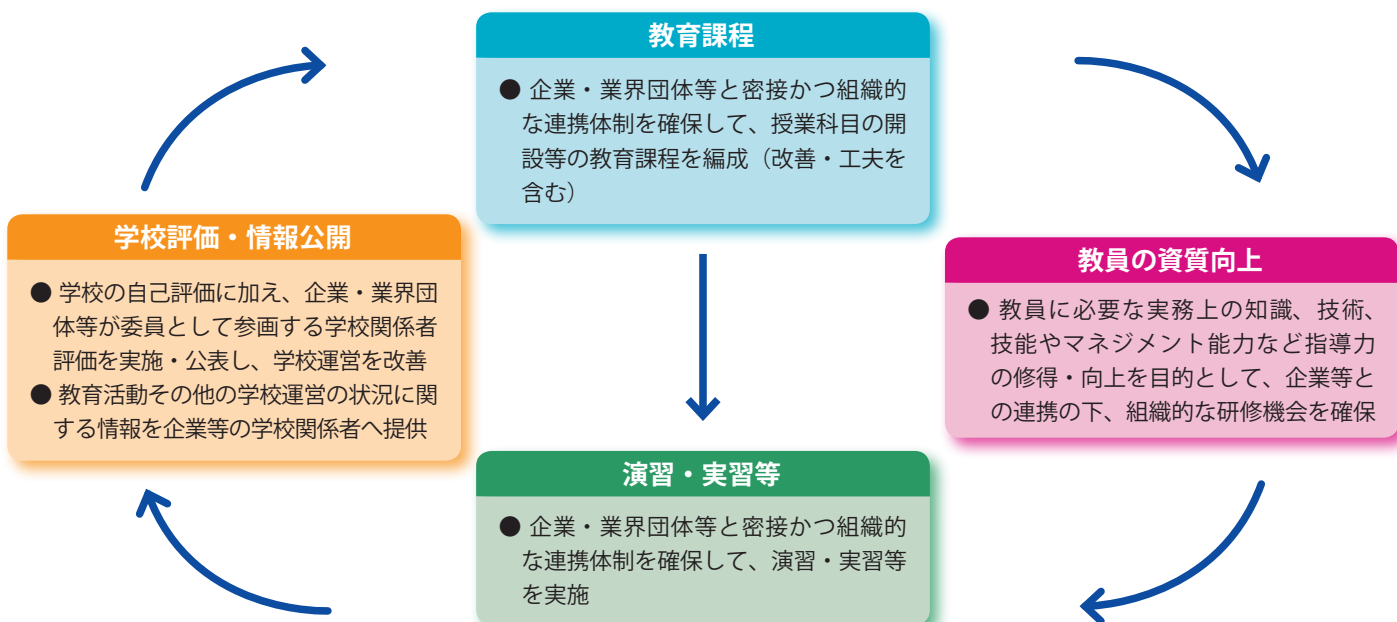 教育課程
● 企業・業界団体等と密接かつ組織的
な連携体制を確保して、授業科目の開
設等の教育課程を編成（改善・工夫を
含む）
学校評価・情報公開
● 学校の自己評価に加え、企業・業界団
体等が委員として参画する学校関係者
評価を実施・公表し、学校運営を改善
● 教育活動その他の学校運営の状況に関
する情報を企業等の学校関係者へ提供
教員の資質向上
● 教員に必要な実務上の知識、技術、
技能やマネジメント能力など指導力
の修得・向上を目的として、企業等と
の連携の下、組織的な研修機会を確保
演習・実習等
● 企業・業界団体等と密接かつ組織的
な連携体制を確保して、演習・実習等
を実施